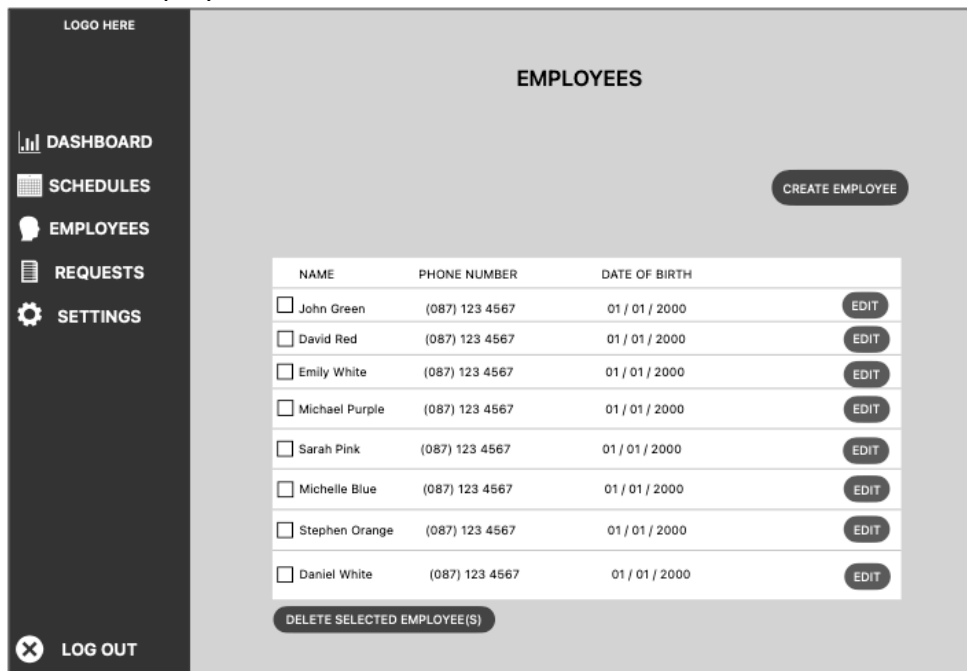 LOGO HERE
EMPLOYEES
DASHBOARD
SCHEDULES
EMPLOYEES
REQUESTS
SETTINGS
LOG OUT
CREATE EMPLOYEE
NAME PHONE NUMBER DATE OF BIRTH
John Green (087) 123 4567 01 / 01 / 2000 EDIT
David Red (087) 123 4567 01 / 01 / 2000 EDIT
Emily White (087) 123 4567 01 / 01 / 2000 EDIT
Michael Purple (087) 123 4567 01 / 01 / 2000 EDIT
Sarah Pink (087) 123 4567 01 / 01 / 2000 EDIT
Michelle Blue (087) 123 4567 01 / 01 / 2000 EDIT
Stephen Orange (087) 123 4567 01 / 01 / 2000 EDIT
Daniel White (087) 123 4567 01 / 01 / 2000 EDIT
DELETE SELECTED EMPLOYEE(S)